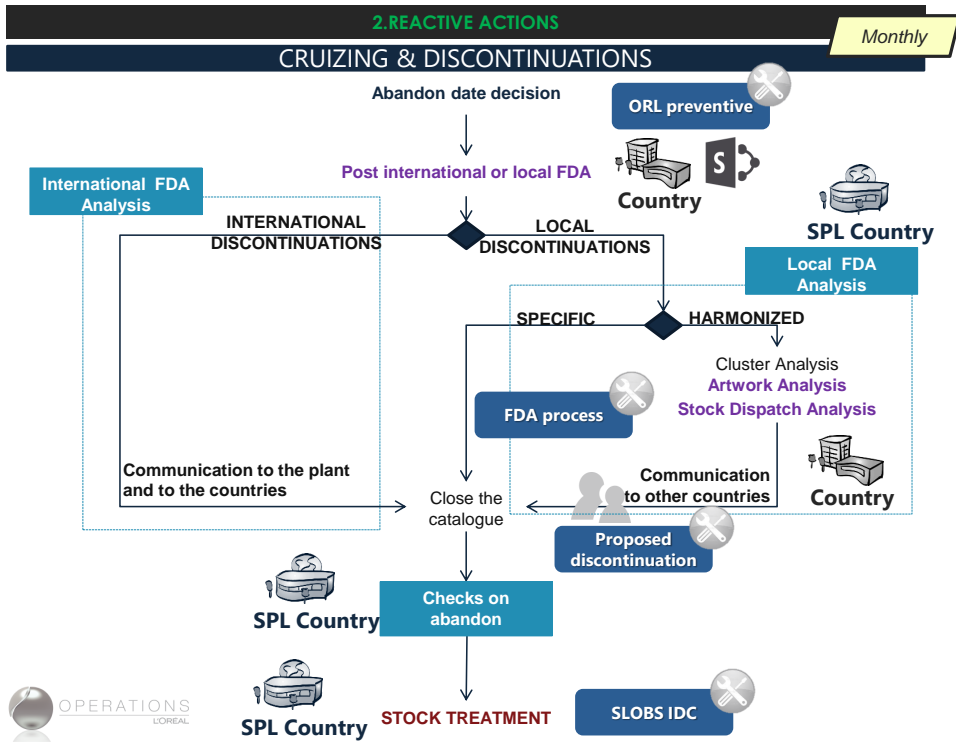 2.REACTIVE ACTIONS
Monthly
CRUIZING & DISCONTINUATIONS
Abandon date decision
ORL preventive
Post international or local FDA
S
Country
International FDA
Analysis
SPL Country
INTERNATIONAL
DISCONTINUATIONS
LOCAL
DISCONTINUATIONS
Local FDA
Analysis
SPECIFIC
HARMONIZED
Cluster Analysis
Artwork Analysis
Stock Dispatch Analysis
FDA process
Communication to the plant
and to the countries
Close the
catalogue
Communication
to other countries
Country
Proposed
discontinuation
SPL Country
Checks on
abandon
SPL Country
STOCK TREATMENT
SLOBS IDC
OPERATIONS
L'OREAL